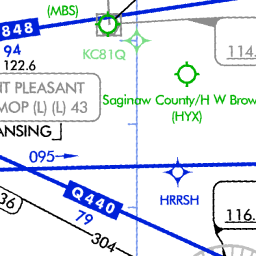 (MBS)
848
94
122.6
KC81Q
114.
NT PLEASANT
MOP (L) (L) 43
Saginaw County/H W Brow
(HYX)
ANSING
095
HRRSH
Q440
79
36
304
116.